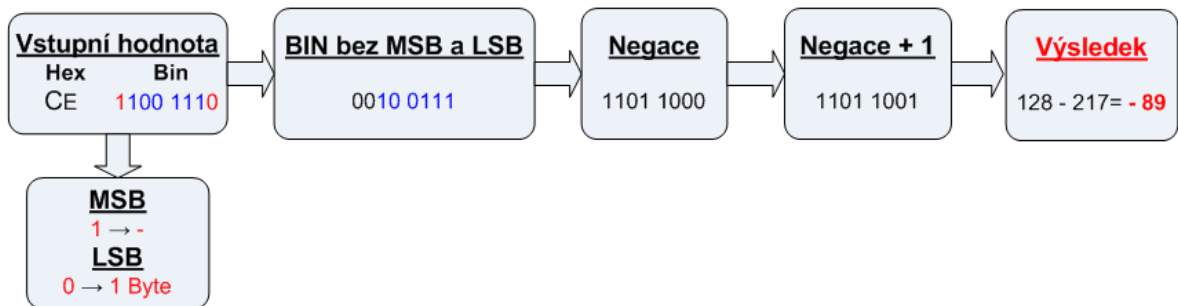 Vstupní hodnota
Hex Bin
CE 1100 1110
MSB
1 → -
LSB
0 → 1 Byte
BIN bez MSB a LSB
0010 0111
Negace
1101 1000
Negace + 1
1101 1001
Výsledek
128 - 217= - 89